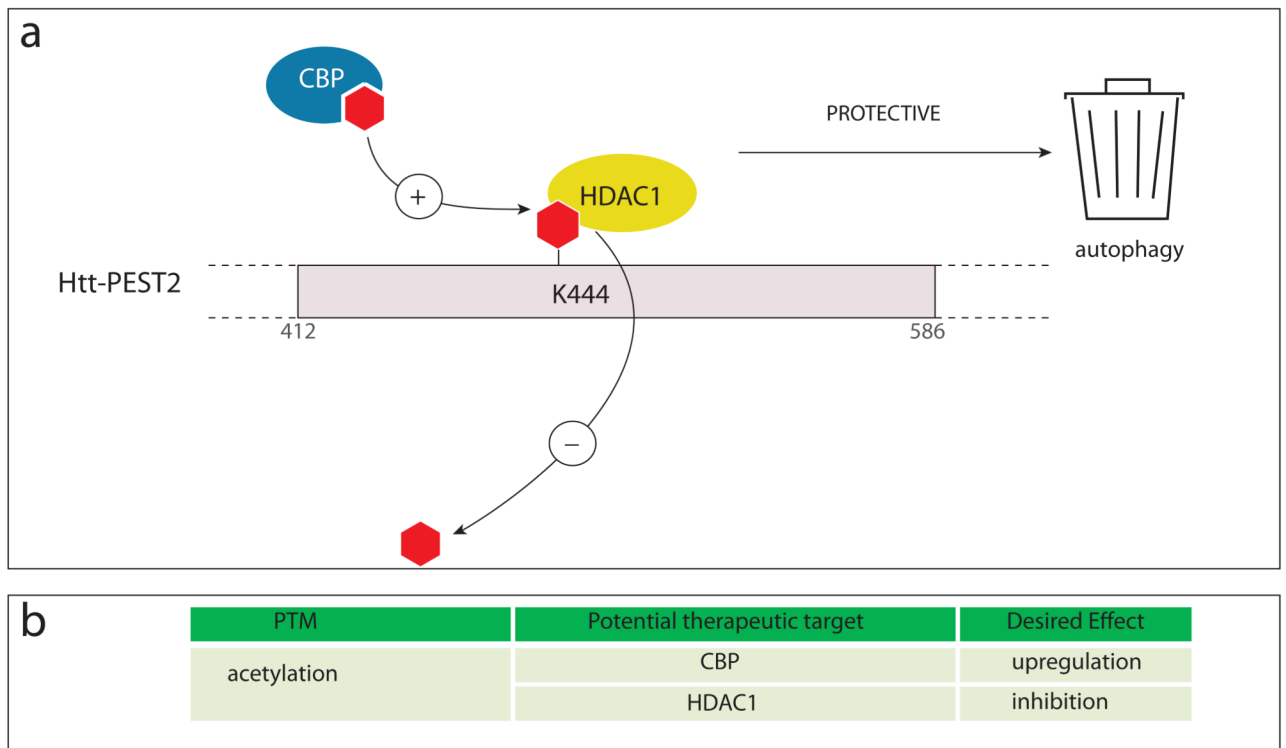 a
CBP
PROTECTIVE
+
HDAC1
autophagy
Htt-PEST2
K444
412
586
−
b
PTM Potential therapeutic target Desired Effect
acetylation
CBP upregulation
HDAC1 inhibition